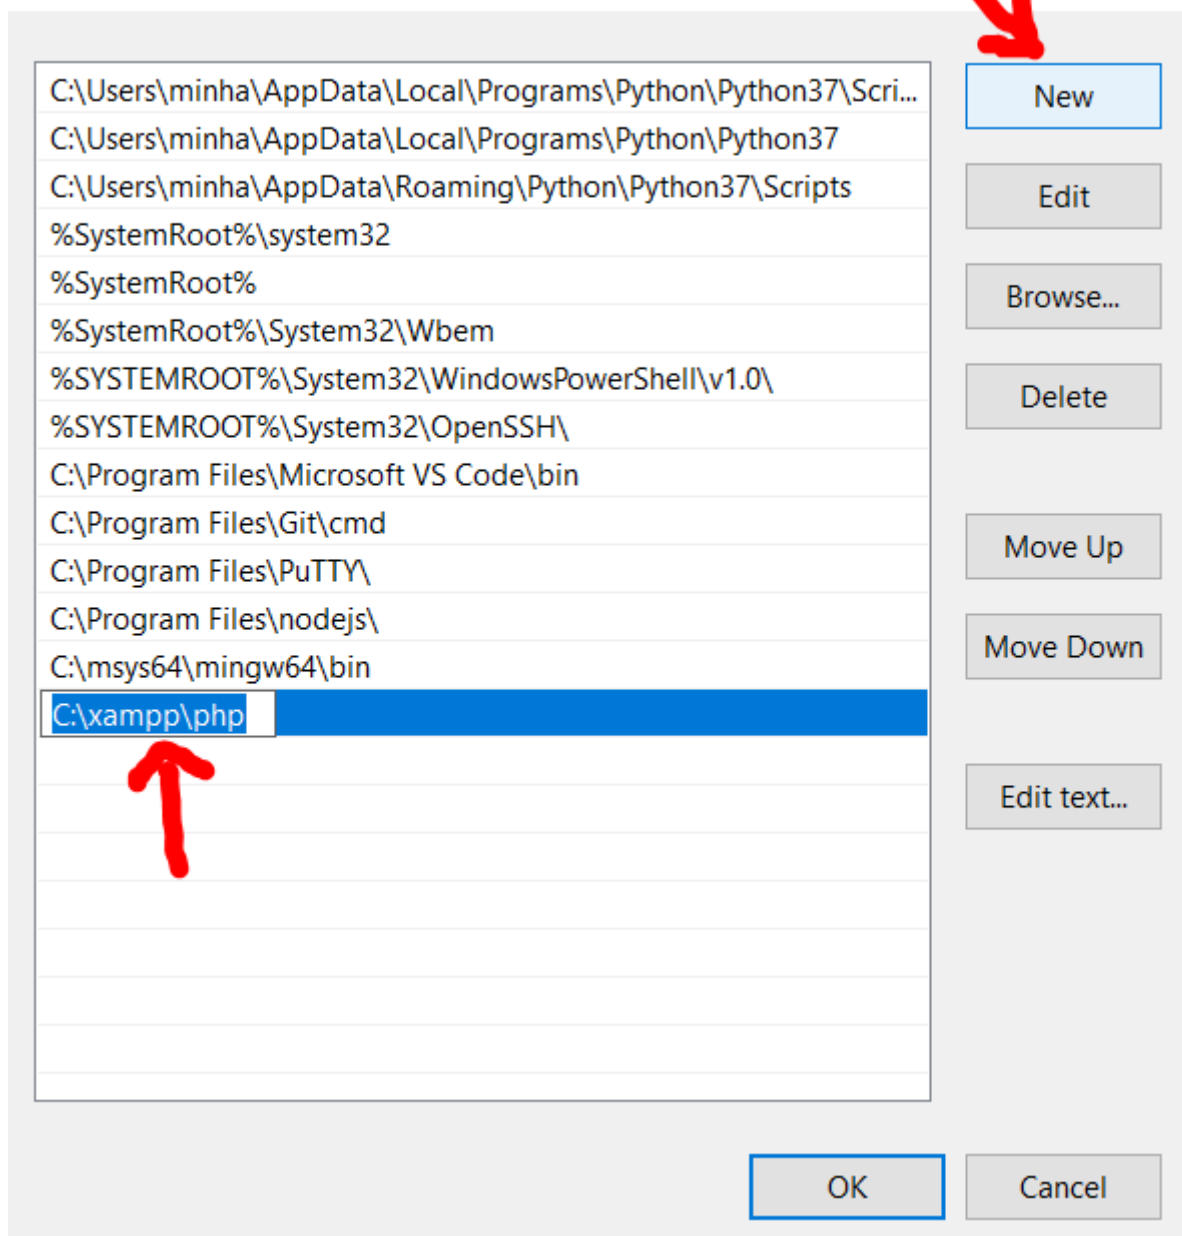 C:\Users\minha\AppData\Local\Programs\Python\Python37\Scri...
C:\Users\minha\AppData\Local\Programs\Python\Python37
C:\Users\minha\AppData\Roaming\Python\Python37\Scripts
%SystemRoot%\system32
%SystemRoot%
%SystemRoot%\System32\Wbem
%SYSTEMROOT%\System32\WindowsPowerShell\v1.0\
%SYSTEMROOT%\System32\OpenSSH\
C:\Program Files\Microsoft VS Code\bin
C:\Program Files\Git\cmd
C:\Program Files\PuTTY\
C:\Program Files\nodejs\
C:\msys64\mingw64\bin
C:\xampp\php
New
Edit
Browse...
Delete
Move Up
Move Down
Edit text...
OK
Cancel